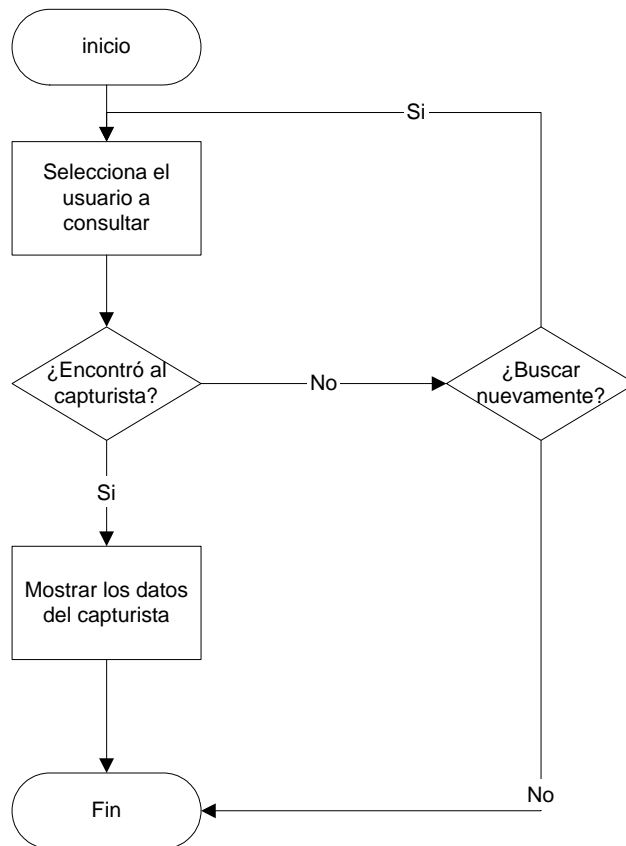 inicio
Si
Selecciona el
usuario a
consultar
¿Encontró al
capturista?
No
¿Buscar
nuevamente?
Si
Mostrar los datos
del capturista
No
Fin